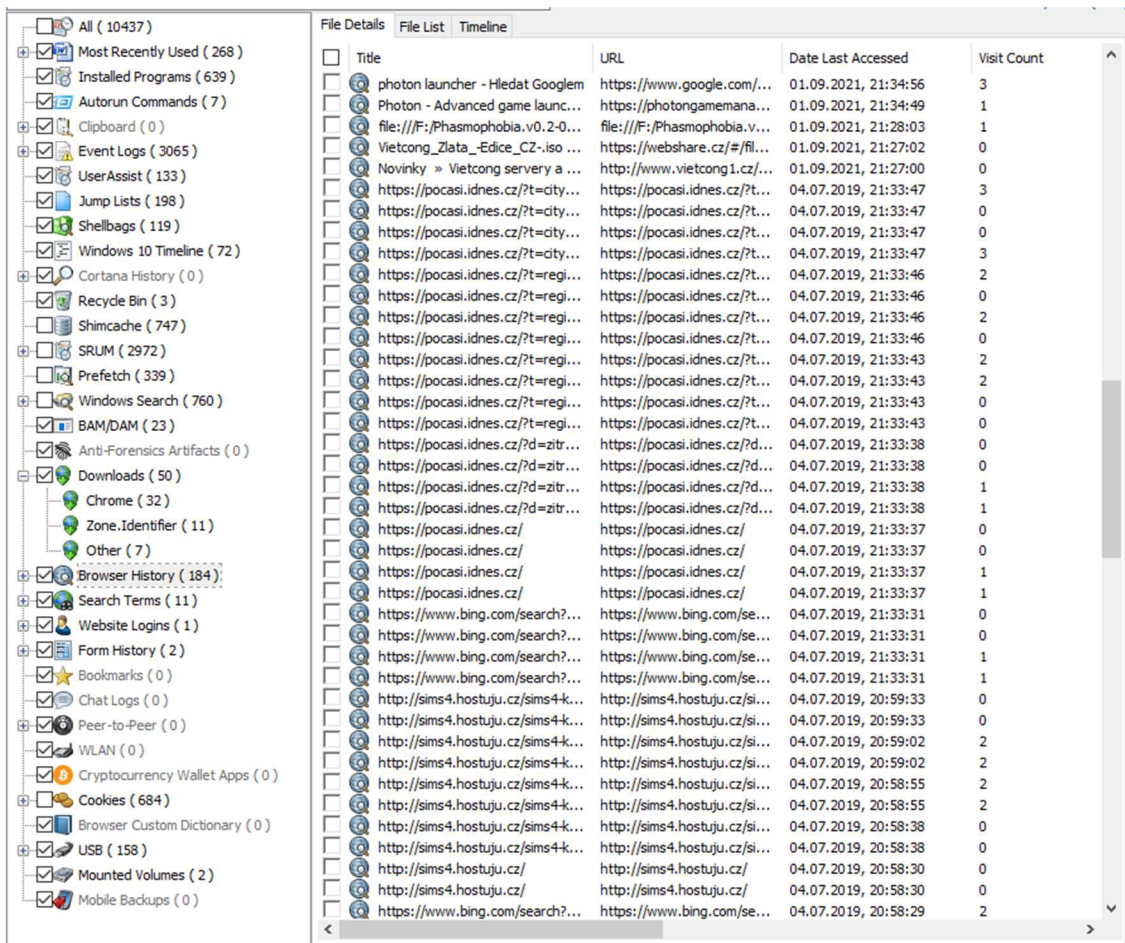 All ( 10437 )
Most Recently Used ( 268 )
Installed Programs ( 639 )
Autorun Commands ( 7 )
Clipboard ( 0 )
Event Logs ( 3065 )
UserAssist ( 133 )
Jump Lists ( 198 )
Shellbags ( 119 )
Windows 10 Timeline ( 72 )
Cortana History ( 0 )
Recycle Bin ( 3 )
Shimcache ( 747 )
SRUM ( 2972 )
Prefetch ( 339 )
Windows Search ( 760 )
BAM/DAM ( 23 )
Anti-Forensics Artifacts ( 0 )
Downloads ( 50 )
Chrome ( 32 )
Zone.Identifier ( 11 )
Other ( 7 )
Browser History ( 184 )
Search Terms ( 11 )
Website Logins ( 1 )
Form History ( 2 )
Bookmarks ( 0 )
Chat Logs ( 0 )
Peer-to-Peer ( 0 )
WLAN ( 0 )
Cryptocurrency Wallet Apps ( 0 )
Cookies ( 684 )
Browser Custom Dictionary ( 0 )
USB ( 158 )
Mounted Volumes ( 2 )
Mobile Backups ( 0 )
File Details File List Timeline
Title URL Date Last Accessed Visit Count
photon launcher - Hledat Googlem https://www.google.com/... 01.09.2021, 21:34:56 3
Photon - Advanced game launc... https://photongamemana... 01.09.2021, 21:34:49 1
file:///F:/Phasmophobia.v0.2-0... file:///F:/Phasmophobia.v... 01.09.2021, 21:28:03 1
Vietcong_Zlata_-Edice_CZ-.iso ... https://webshare.cz/#/fil... 01.09.2021, 21:27:02 0
Novinky » Vietcong servery a ... http://www.vietcong1.cz/... 01.09.2021, 21:27:00 0
https://pocasi.idnes.cz/?t=city... https://pocasi.idnes.cz/?t... 04.07.2019, 21:33:47 3
https://pocasi.idnes.cz/?t=city... https://pocasi.idnes.cz/?t... 04.07.2019, 21:33:47 0
https://pocasi.idnes.cz/?t=city... https://pocasi.idnes.cz/?t... 04.07.2019, 21:33:47 0
https://pocasi.idnes.cz/?t=city... https://pocasi.idnes.cz/?t... 04.07.2019, 21:33:47 3
https://pocasi.idnes.cz/?t=regi... https://pocasi.idnes.cz/?t... 04.07.2019, 21:33:46 2
https://pocasi.idnes.cz/?t=regi... https://pocasi.idnes.cz/?t... 04.07.2019, 21:33:46 0
https://pocasi.idnes.cz/?t=regi... https://pocasi.idnes.cz/?t... 04.07.2019, 21:33:46 2
https://pocasi.idnes.cz/?t=regi... https://pocasi.idnes.cz/?t... 04.07.2019, 21:33:46 0
https://pocasi.idnes.cz/?t=regi... https://pocasi.idnes.cz/?t... 04.07.2019, 21:33:43 2
https://pocasi.idnes.cz/?t=regi... https://pocasi.idnes.cz/?t... 04.07.2019, 21:33:43 2
https://pocasi.idnes.cz/?t=regi... https://pocasi.idnes.cz/?t... 04.07.2019, 21:33:43 0
https://pocasi.idnes.cz/?t=regi... https://pocasi.idnes.cz/?t... 04.07.2019, 21:33:43 0
https://pocasi.idnes.cz/?d=zitr... https://pocasi.idnes.cz/?d... 04.07.2019, 21:33:38 0
https://pocasi.idnes.cz/?d=zitr... https://pocasi.idnes.cz/?d... 04.07.2019, 21:33:38 0
https://pocasi.idnes.cz/?d=zitr... https://pocasi.idnes.cz/?d... 04.07.2019, 21:33:38 1
https://pocasi.idnes.cz/?d=zitr... https://pocasi.idnes.cz/?d... 04.07.2019, 21:33:38 1
https://pocasi.idnes.cz/ https://pocasi.idnes.cz/ 04.07.2019, 21:33:37 0
https://pocasi.idnes.cz/ https://pocasi.idnes.cz/ 04.07.2019, 21:33:37 0
https://pocasi.idnes.cz/ https://pocasi.idnes.cz/ 04.07.2019, 21:33:37 1
https://pocasi.idnes.cz/ https://pocasi.idnes.cz/ 04.07.2019, 21:33:37 1
https://www.bing.com/search?... https://www.bing.com/se... 04.07.2019, 21:33:31 0
https://www.bing.com/search?... https://www.bing.com/se... 04.07.2019, 21:33:31 0
https://www.bing.com/search?... https://www.bing.com/se... 04.07.2019, 21:33:31 1
https://www.bing.com/search?... https://www.bing.com/se... 04.07.2019, 21:33:31 1
http://sims4.hostuju.cz/sims4-k... http://sims4.hostuju.cz/si... 04.07.2019, 20:59:33 0
http://sims4.hostuju.cz/sims4-k... http://sims4.hostuju.cz/si... 04.07.2019, 20:59:33 0
http://sims4.hostuju.cz/sims4-k... http://sims4.hostuju.cz/si... 04.07.2019, 20:59:02 2
http://sims4.hostuju.cz/sims4-k... http://sims4.hostuju.cz/si... 04.07.2019, 20:59:02 2
http://sims4.hostuju.cz/sims4-k... http://sims4.hostuju.cz/si... 04.07.2019, 20:58:55 2
http://sims4.hostuju.cz/sims4-k... http://sims4.hostuju.cz/si... 04.07.2019, 20:58:55 2
http://sims4.hostuju.cz/sims4-k... http://sims4.hostuju.cz/si... 04.07.2019, 20:58:38 0
http://sims4.hostuju.cz/sims4-k... http://sims4.hostuju.cz/si... 04.07.2019, 20:58:38 0
http://sims4.hostuju.cz/ http://sims4.hostuju.cz/ 04.07.2019, 20:58:30 0
http://sims4.hostuju.cz/ http://sims4.hostuju.cz/ 04.07.2019, 20:58:30 0
https://www.bing.com/search?... https://www.bing.com/se... 04.07.2019, 20:58:29 2